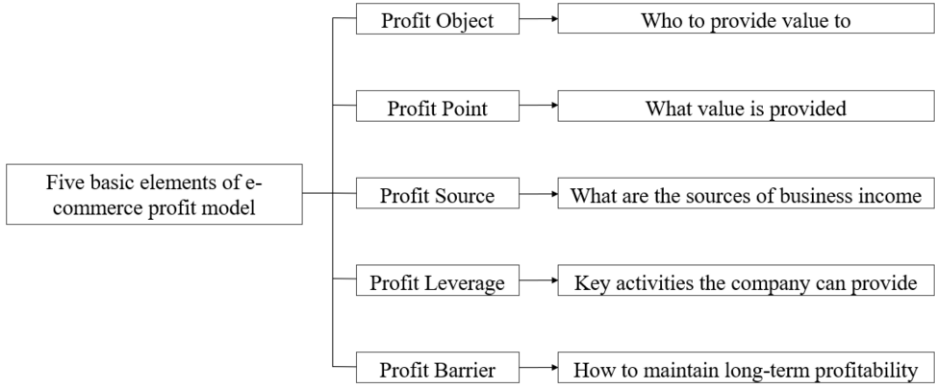 Profit Object
Who to provide value to
Profit Point
What value is provided
Five basic elements of e-
commerce profit model
Profit Source
What are the sources of business income
Profit Leverage
Key activities the company can provide
Profit Barrier
How to maintain long-term profitability